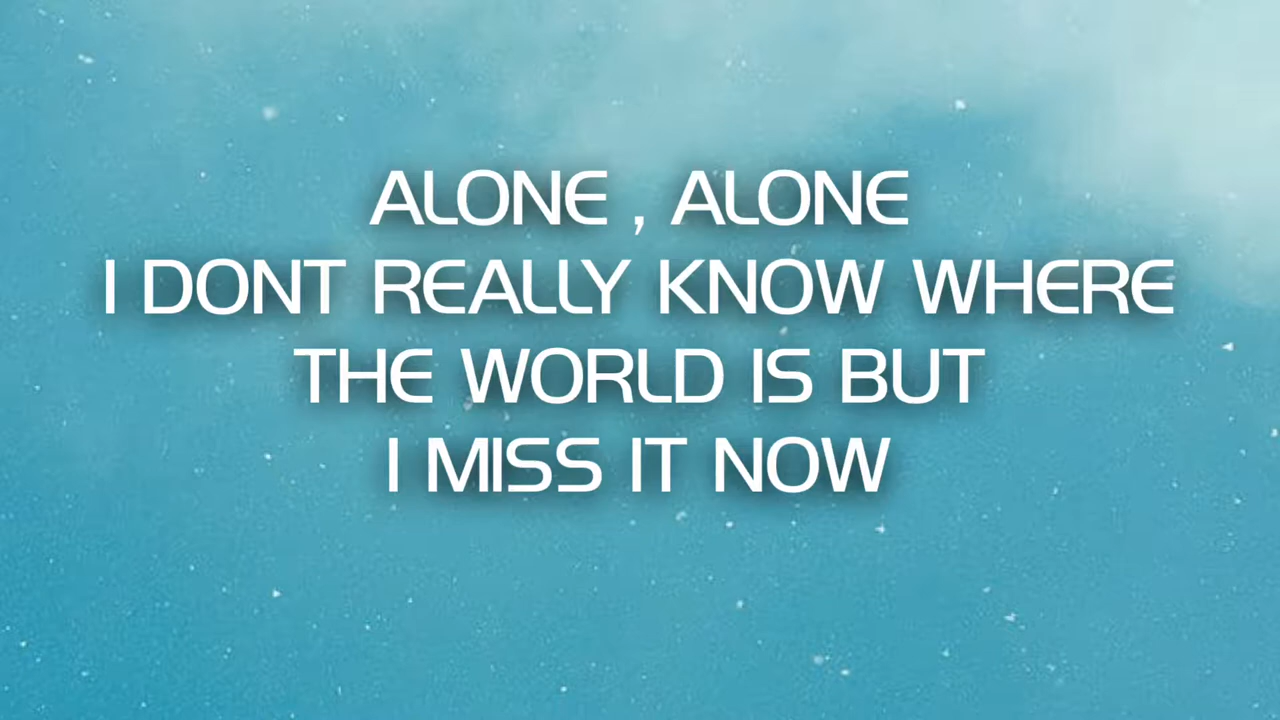 ALONE , ALONE
I DONT REALLY KNOW WHERE
THE WORLD IS BUT
I MISS IT NOW